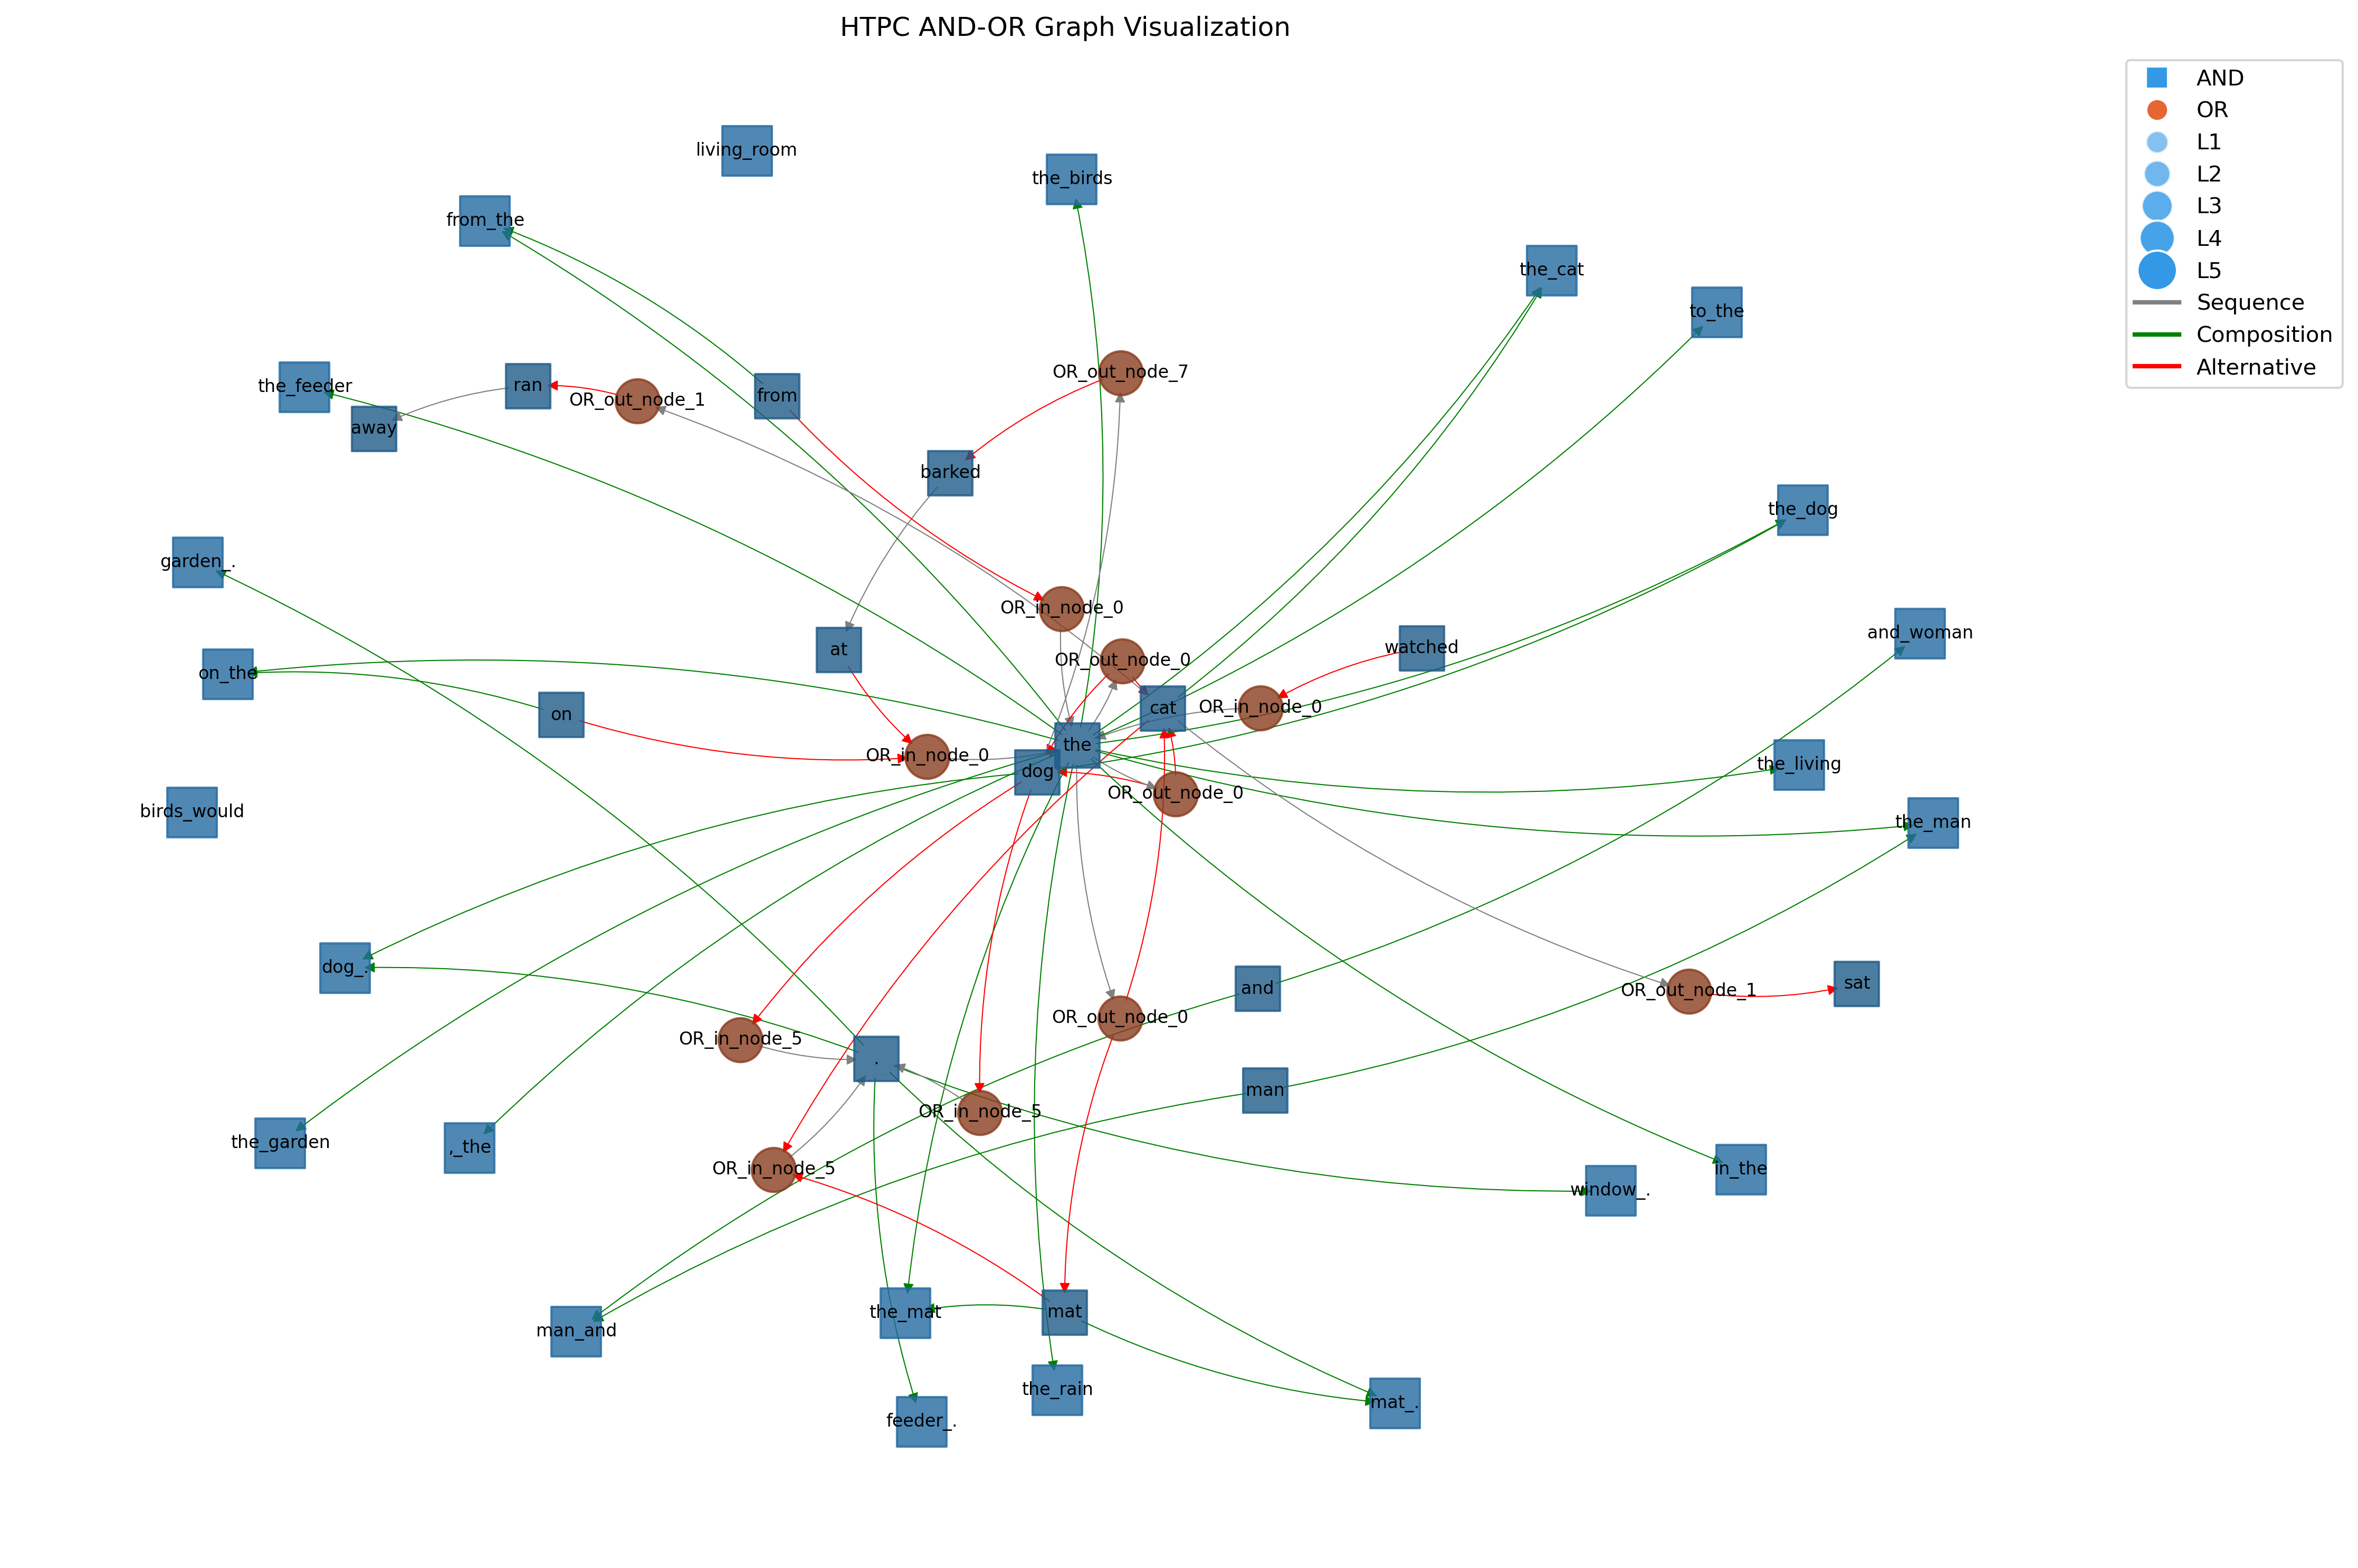 HTPC AND-OR Graph Visualization
AND
OR
L1
L2
L3
L4
L5
Sequence
Composition
Alternative
living_room
the_birds
from_the
the_cat
to_the
OR_out_node_7
the_feeder
ran
OR_out_node_1
from
away
barked
the_dog
garden_.
OR_in_node_0
and_woman
at
watched
OR_out_node_0
on_the
cat
OR_in_node_0
on
the
OR_in_node_0
dog
the_living
OR_out_node_0
birds_would
the_man
dog_.
and
sat
OR_out_node_1
OR_out_node_0
OR_in_node_5
.
man
OR_in_node_5
the_garden
,_the
OR_in_node_5
in_the
window_.
the_mat
mat
man_and
the_rain
mat_.
feeder_.